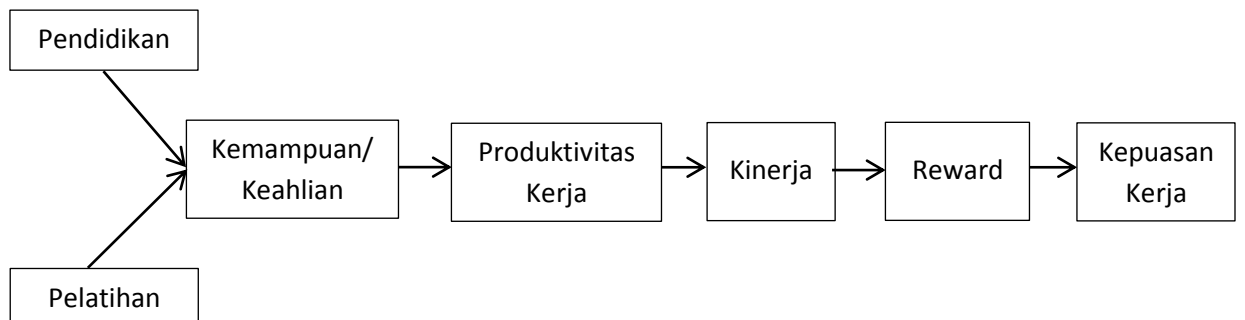 Pendidikan
Kemampuan/
Keahlian
Produktivitas
Kerja
Kinerja
Reward
Kepuasan
Kerja
Pelatihan